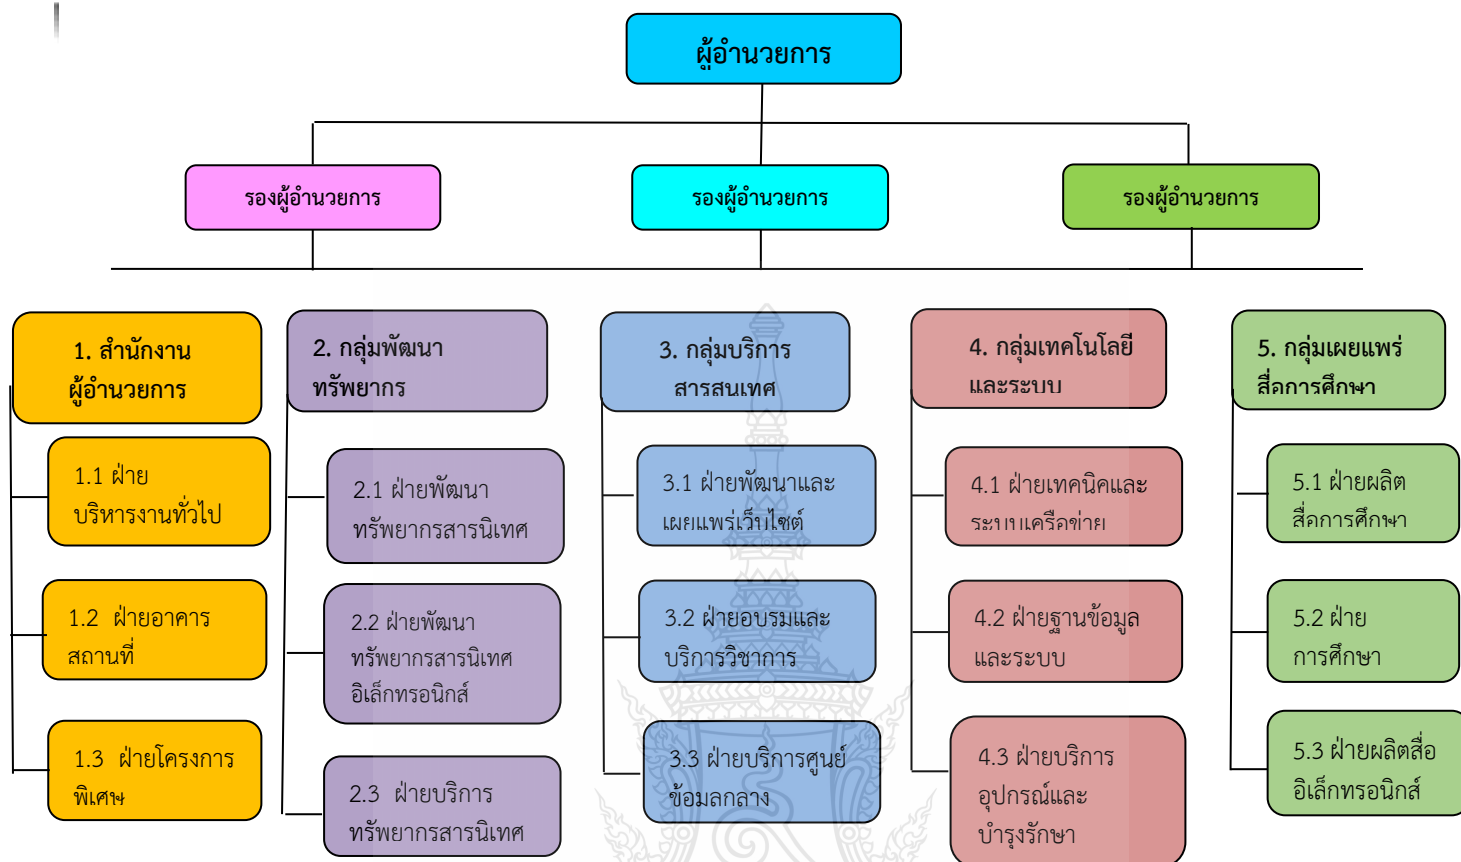 ผู้อำนวยการ
รองผู้อำนวยการ
รองผู้อำนวยการ
รองผู้อำนวยการ
1. สำนักงาน
ผู้อำนวยการ
1.1 ฝ่าย
บริหารงานทั่วไป
1.2 ฝ่ายอาคาร
สถานที่
1.3 ฝ่ายโครงการ
พิเศษ
2. กลุ่มพัฒนา
ทรัพยากร
2.1 ฝ่ายพัฒนา
ทรัพยากรสารนิเทศ
2.2 ฝ่ายพัฒนา
ทรัพยากรสารนิเทศ
อิเล็กทรอนิกส์
2.3 ฝ่ายบริการ
ทรัพยากรสารนิเทศ
3. กลุ่มบริการ
สารสนเทศ
3.1 ฝ่ายพัฒนาและ
เผยแพร่เว็บไซต์
3.2 ฝ่ายอบรมและ
บริการวิชาการ
3.3 ฝ่ายบริการศูนย์
ข้อมูลกลาง
4. กลุ่มเทคโนโลยี
และระบบ
4.1 ฝ่ายเทคนิคและ
ระบบเครือข่าย
4.2 ฝ่ายฐานข้อมูล
และระบบ
4.3 ฝ่ายบริการ
อุปกรณ์และ
บำรุงรักษา
5. กลุ่มเผยแพร่
สื่อการศึกษา
5.1 ฝ่ายผลิต
สื่อการศึกษา
5.2 ฝ่าย
การศึกษา
5.3 ฝ่ายผลิตสื่อ
อิเล็กทรอนิกส์